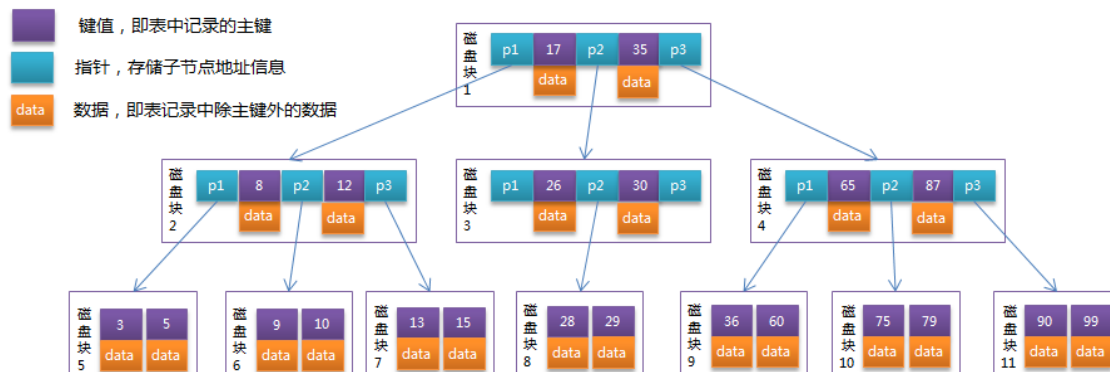 键值，即表中记录的主键
指针，存储子节点地址信息
data 数据，即表记录中除主键外的数据
磁盘块1
p1 17 p2 35 p3
data data
磁盘块2
p1 8 p2 12 p3
data data
磁盘块3
p1 26 p2 30 p3
data data
磁盘块4
p1 65 p2 87 p3
data data
磁盘块5
3 5
data data
磁盘块6
9 10
data data
磁盘块7
13 15
data data
磁盘块8
28 29
data data
磁盘块9
36 60
data data
磁盘块10
75 79
data data
磁盘块11
90 99
data data